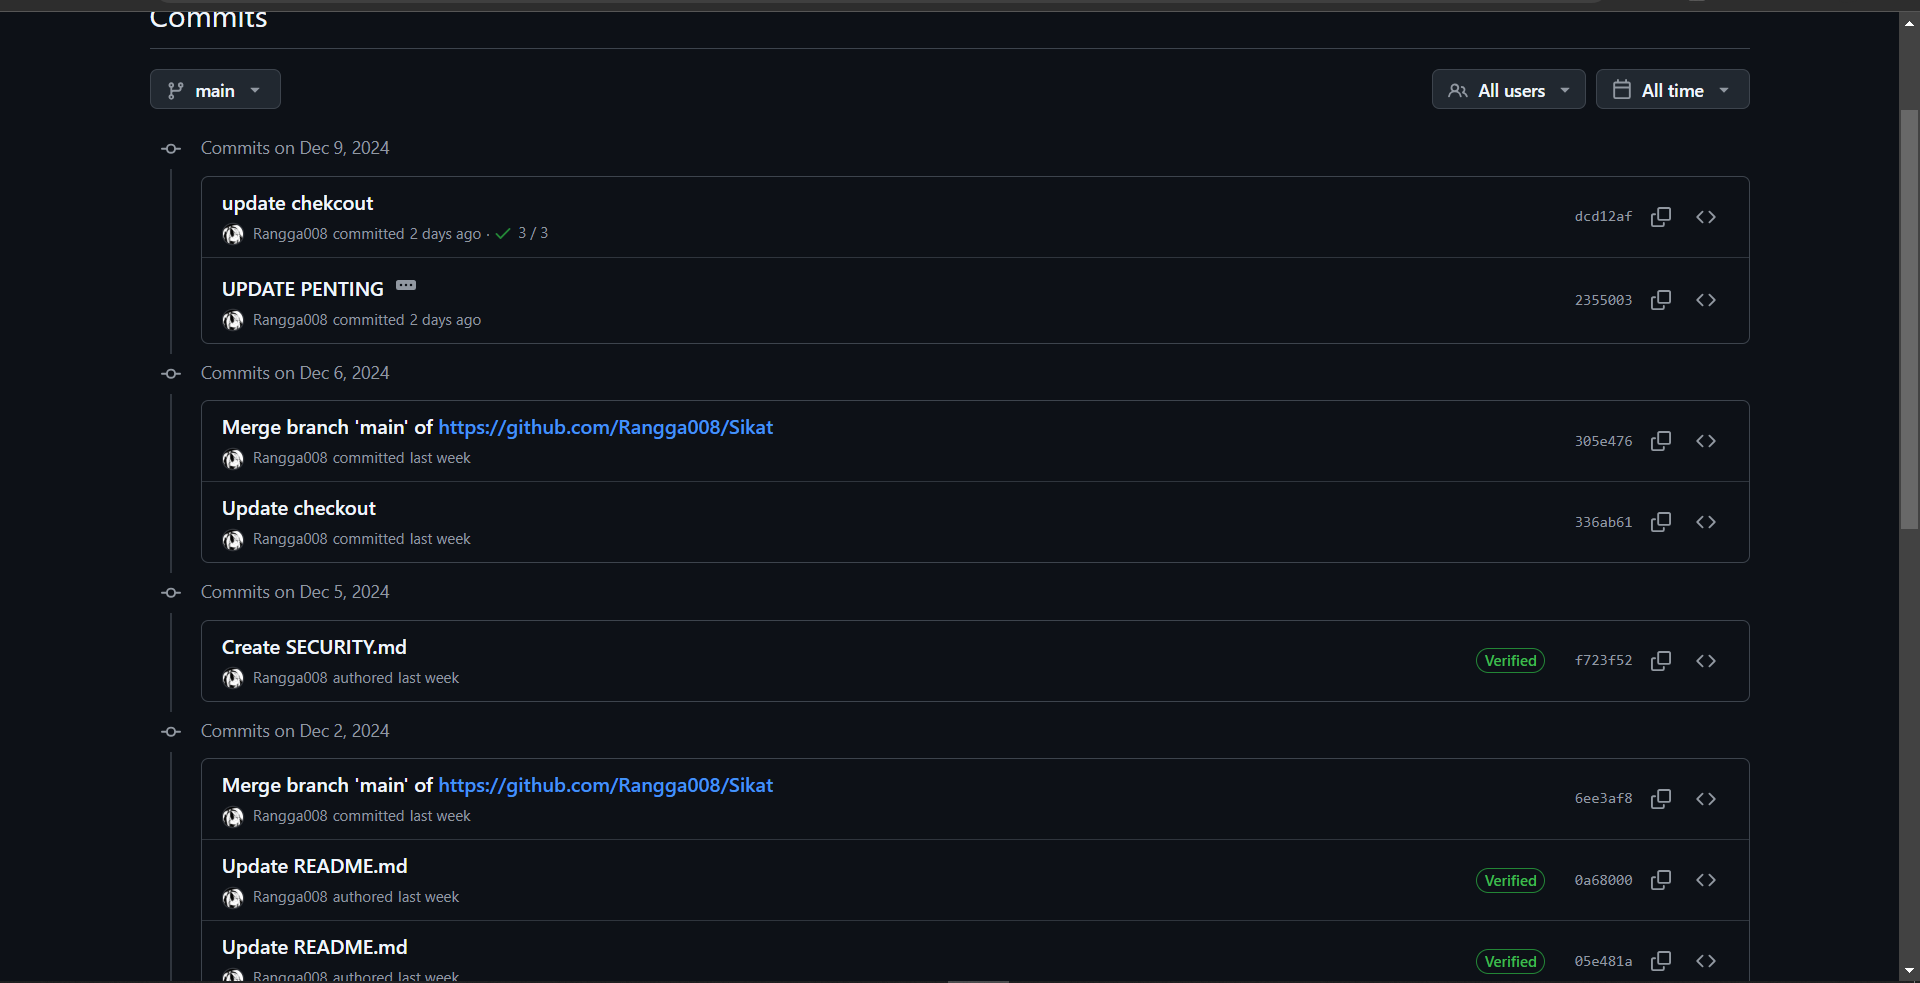 Commits
main
All users
All time
Commits on Dec 9, 2024
update chekcout
dcd12af
Rangga008 committed 2 days ago · 3 / 3
UPDATE PENTING
2355003
Rangga008 committed 2 days ago
Commits on Dec 6, 2024
Merge branch 'main' of https://github.com/Rangga008/Sikat
305e476
Rangga008 committed last week
Update checkout
336ab61
Rangga008 committed last week
Commits on Dec 5, 2024
Create SECURITY.md
Verified f723f52
Rangga008 authored last week
Commits on Dec 2, 2024
Merge branch 'main' of https://github.com/Rangga008/Sikat
6ee3af8
Rangga008 committed last week
Update README.md
Verified 0a68000
Rangga008 authored last week
Update README.md
Verified 05e481a
Rangga008 authored last week